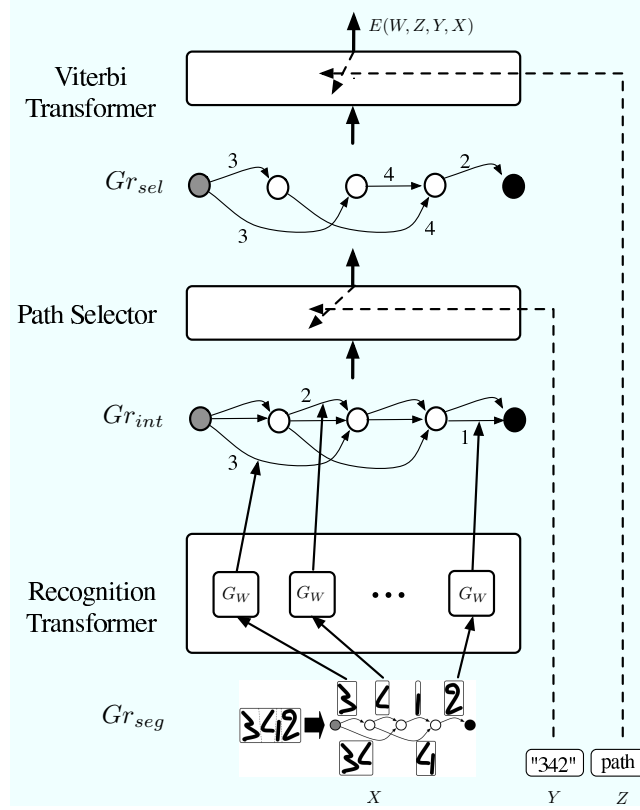 E(W, Z, Y, X)
Viterbi
Transformer
3 4 2
Gr_sel
3 4
Path Selector
2
Gr_int
3 1
Recognition
Transformer
G_W G_W ... G_W
3 4 1 2
Gr_seg
3412
34 4
"342" path
X Y Z